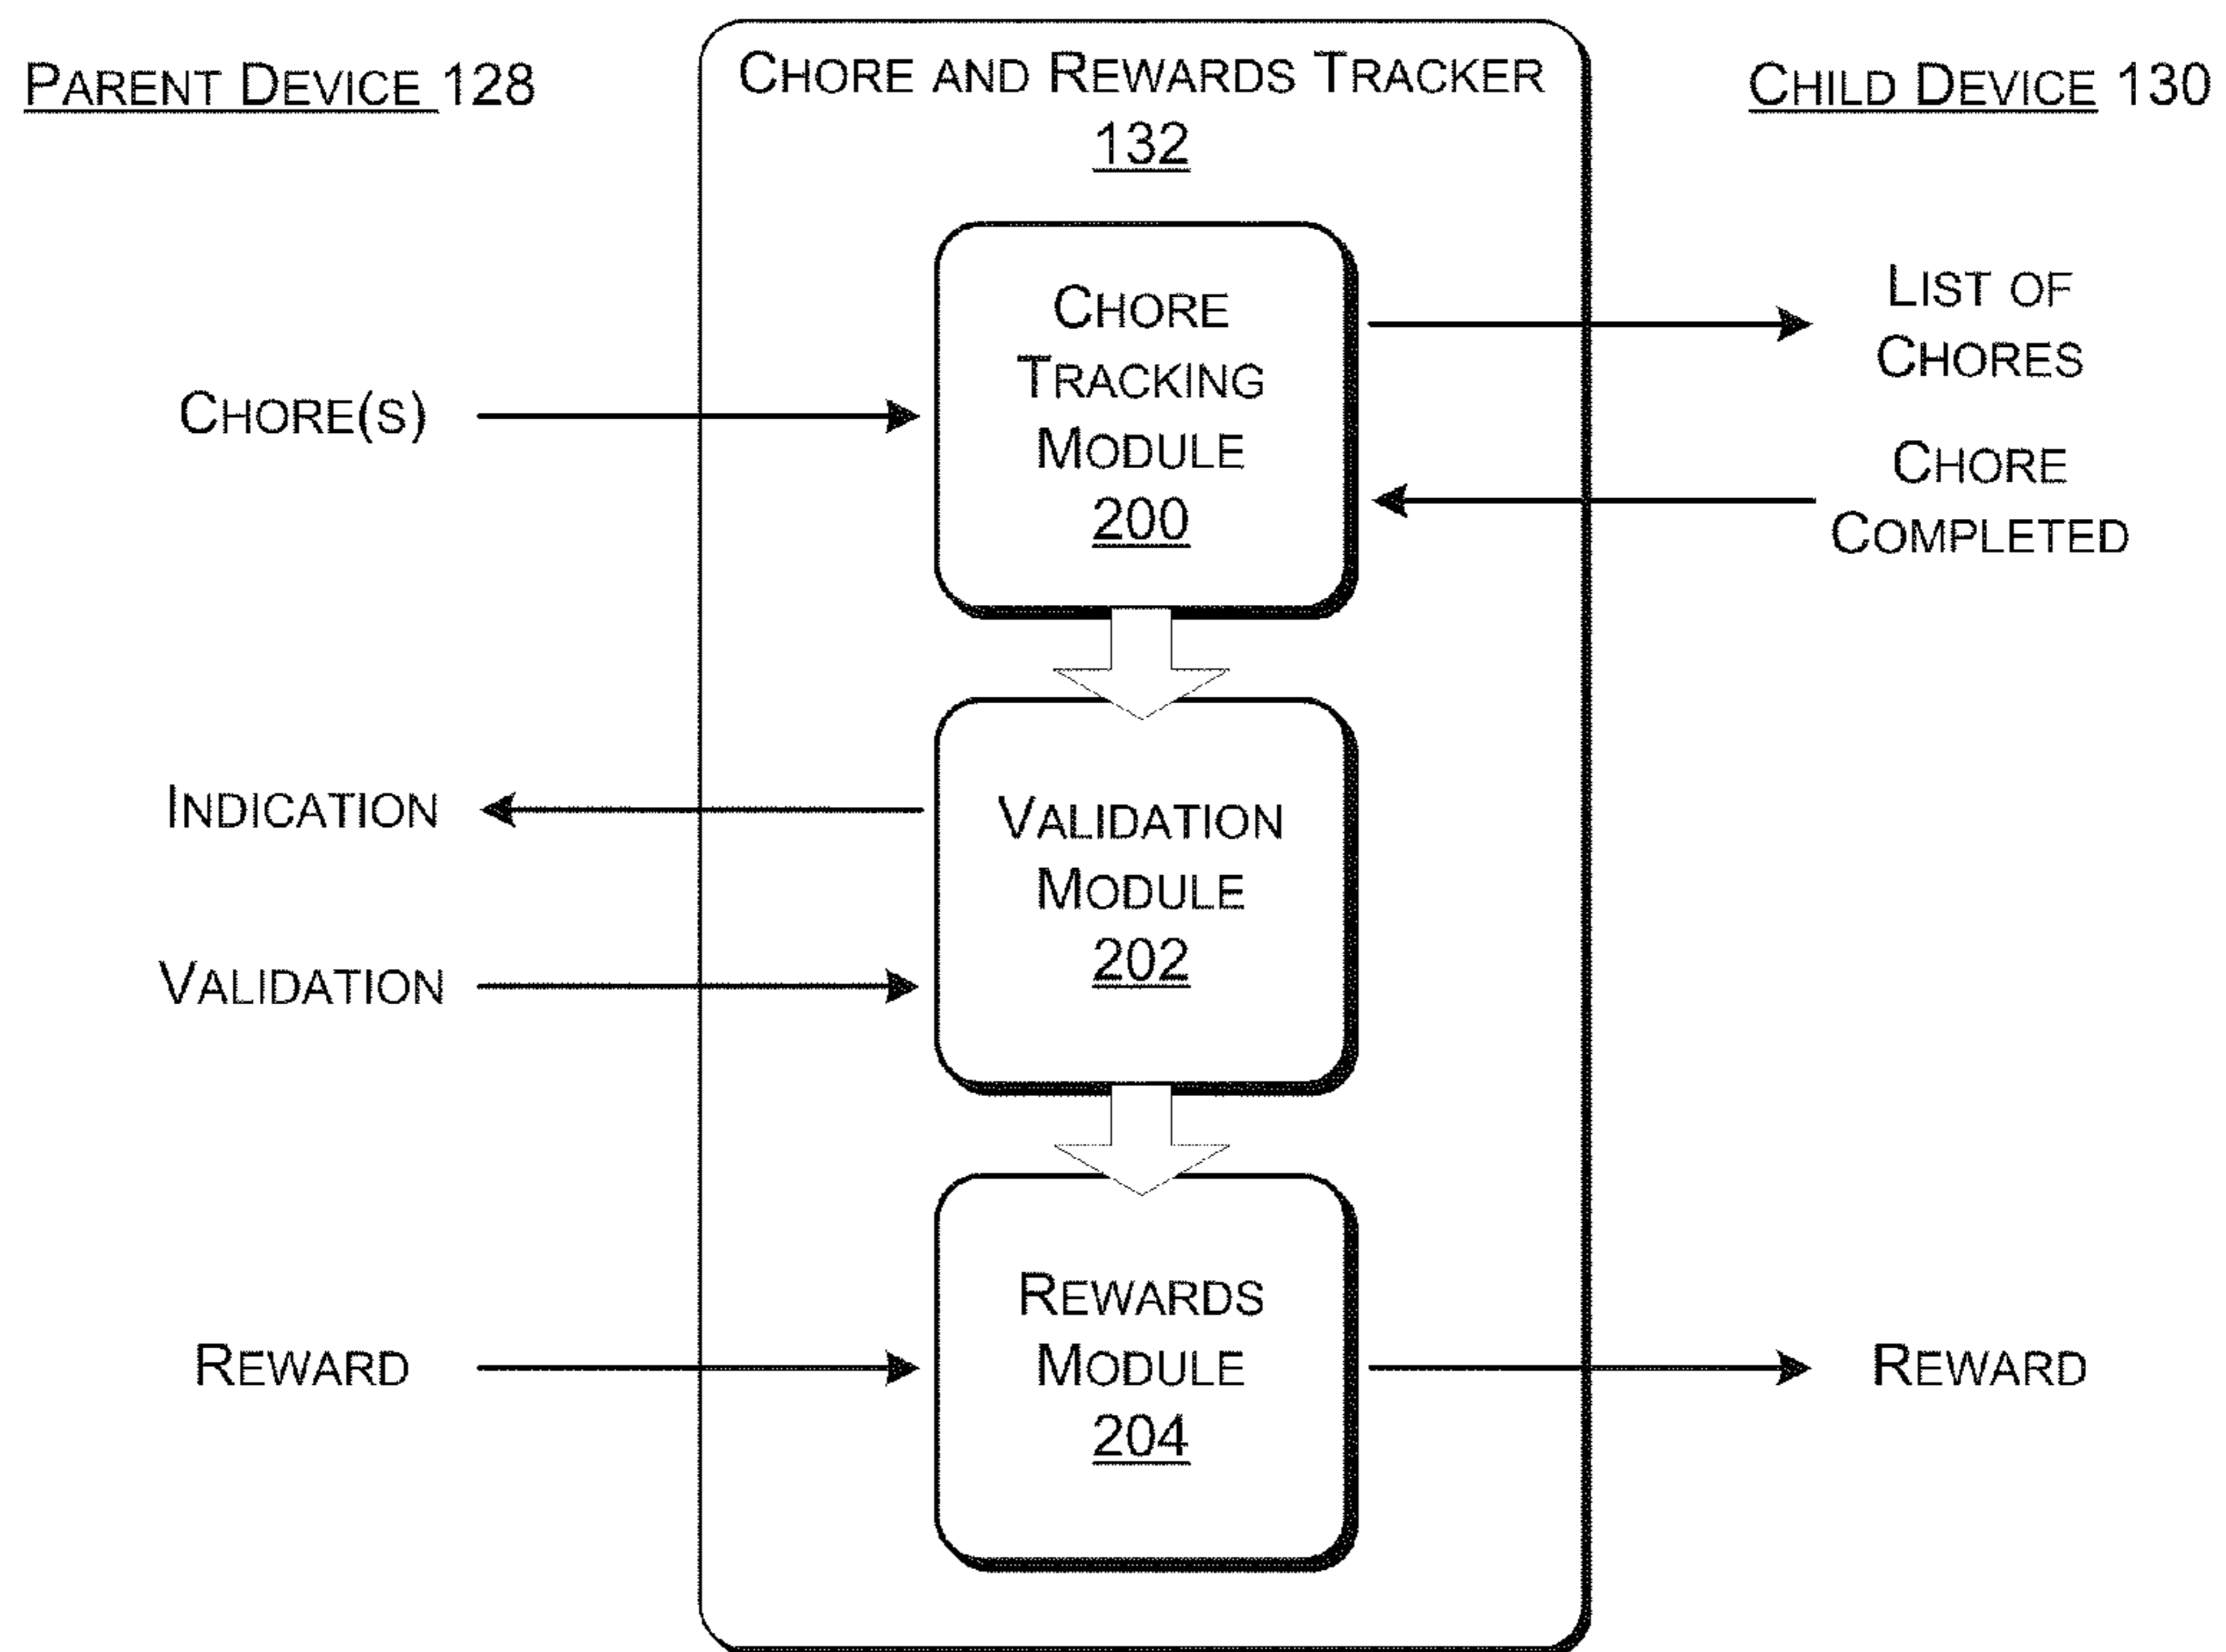 PARENT DEVICE 128
CHORE AND REWARDS TRACKER
132
CHILD DEVICE 130
CHORE(S)
CHORE
TRACKING
MODULE
200
LIST OF
CHORES
CHORE
COMPLETED
INDICATION
VALIDATION
VALIDATION
MODULE
202
REWARD
REWARDS
MODULE
204
REWARD